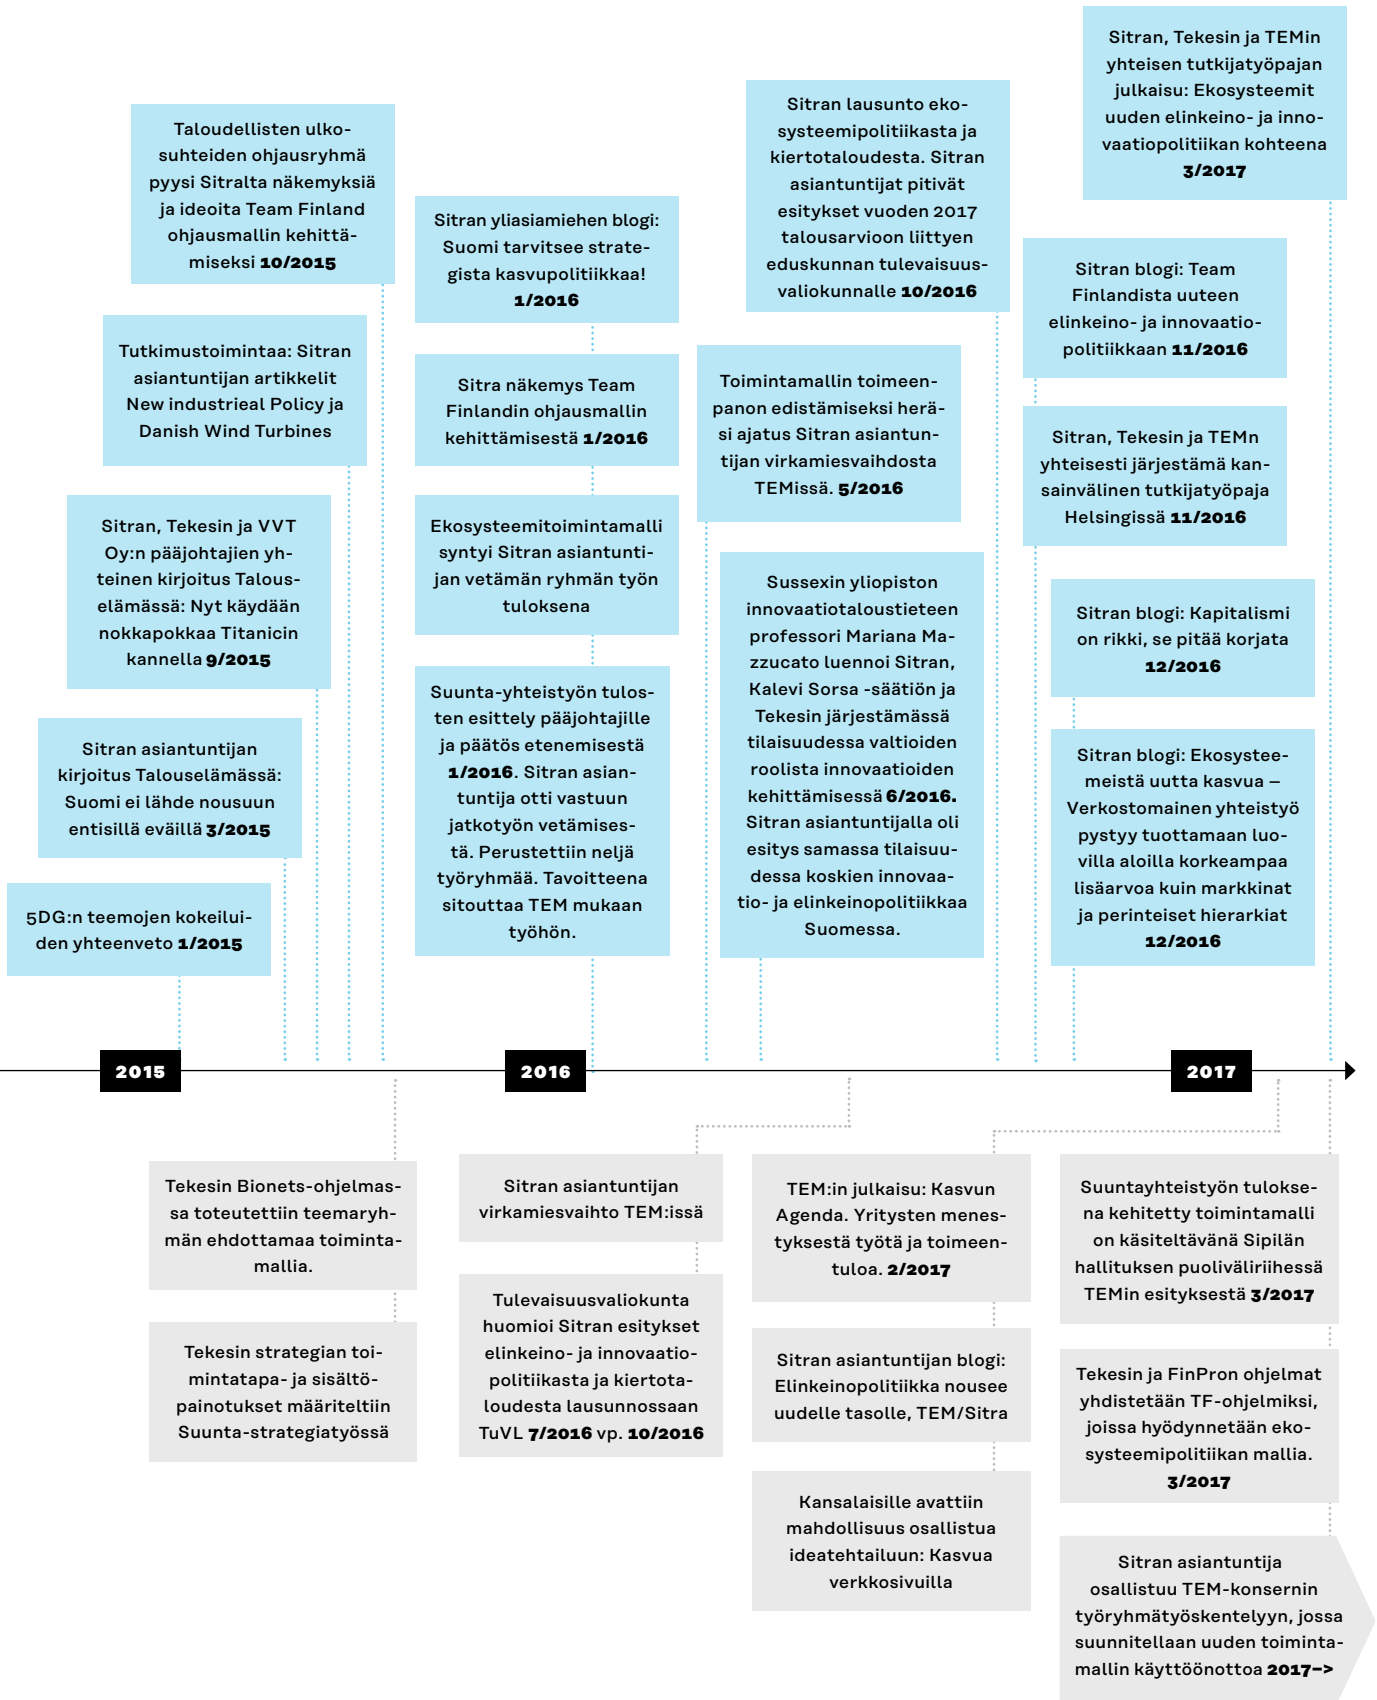 5DG:n teemojen kokeilui-
den yhteenveto 1/2015
Sitran asiantuntijan
kirjoitus Talouselämässä:
Suomi ei lähde nousuun
entisillä eväillä 3/2015
Sitran, Tekesin ja VVT
Oy:n pääjohtajien yh-
teinen kirjoitus Talous-
elämässä: Nyt käydään
nokkapokkaa Titanicin
kannella 9/2015
Tutkimustoimintaa: Sitran
asiantuntijan artikkelit
New industrieal Policy ja
Danish Wind Turbines
Taloudellisten ulko-
suhteiden ohjausryhmä
pyysi Sitralta näkemyksiä
ja ideoita Team Finland
ohjausmallin kehittä-
miseksi 10/2015
Sitran yliasiamiehen blogi:
Suomi tarvitsee strate-
gista kasvupolitiikkaa!
1/2016
Sitra näkemys Team
Finlandin ohjausmallin
kehittämisestä 1/2016
Ekosysteemitoimintamalli
syntyi Sitran asiantunti-
jan vetämän ryhmän työn
tuloksena
Suunta-yhteistyön tulos-
ten esittely pääjohtajille
ja päätös etenemisestä
1/2016. Sitran asian-
tuntija otti vastuun
jatkotyön vetämises-
tä. Perustettiin neljä
työryhmää. Tavoitteena
sitouttaa TEM mukaan
työhön.
Sitran lausunto eko-
systeemipolitiikasta ja
kiertotaloudesta. Sitran
asiantuntijat pitivät
esitykset vuoden 2017
talousarvioon liittyen
eduskunnan tulevaisuus-
valiokunnalle 10/2016
Toimintamallin toimeen-
panon edistämiseksi herä-
si ajatus Sitran asiantun-
tijan virkamiesvaihdosta
TEMissä. 5/2016
Sussexin yliopiston
innovaatiotaloustieteen
professori Mariana Ma-
zzucato luennoi Sitran,
Kalevi Sorsa -säätiön ja
Tekesin järjestämässä
tilaisuudessa valtioiden
roolista innovaatioiden
kehittämisessä 6/2016.
Sitran asiantuntijalla oli
esitys samassa tilaisuu-
dessa koskien innovaa-
tio- ja elinkeinopolitiikkaa
Suomessa.
Sitran, Tekesin ja TEMin
yhteisen tutkijatyöpajan
julkaisu: Ekosysteemit
uuden elinkeino- ja inno-
vaatiopolitiikan kohteena
3/2017
Sitran blogi: Team
Finlandista uuteen
elinkeino- ja innovaatio-
politiikkaan 11/2016
Sitran, Tekesin ja TEMn
yhteisesti järjestämä kan-
sainvälinen tutkijatyöpaja
Helsingissä 11/2016
Sitran blogi: Kapitalismi
on rikki, se pitää korjata
12/2016
Sitran blogi: Ekosystee-
meistä uutta kasvua –
Verkostomainen yhteistyö
pystyy tuottamaan luo-
villa aloilla korkeampaa
lisäarvoa kuin markkinat
ja perinteiset hierarkiat
12/2016
2015
2016
2017
Tekesin Bionets-ohjelmas-
sa toteutettiin teemaryh-
män ehdottamaa toiminta-
mallia.
Tekesin strategian toi-
mintatapa- ja sisältö-
painotukset määriteltiin
Suunta-strategiatyössä
Sitran asiantuntijan
virkamiesvaihto TEM:issä
Tulevaisuusvaliokunta
huomioi Sitran esitykset
elinkeino- ja innovaatio-
politiikasta ja kiertota-
loudesta lausunnossaan
TuVL 7/2016 vp. 10/2016
TEM:in julkaisu: Kasvun
Agenda. Yritysten menes-
tyksestä työtä ja toimeen-
tuloa. 2/2017
Sitran asiantuntijan blogi:
Elinkeinopolitiikka nousee
uudelle tasolle, TEM/Sitra
Kansalaisille avattiin
mahdollisuus osallistua
ideatehtailuun: Kasvua
verkkosivuilla
Suuntayhteistyön tulokse-
na kehitetty toimintamalli
on käsiteltävänä Sipilän
hallituksen puoliväliriihessä
TEMin esityksestä 3/2017
Tekesin ja FinPron ohjelmat
yhdistetään TF-ohjelmiksi,
joissa hyödynnetään eko-
systeemipolitiikan mallia.
3/2017
Sitran asiantuntija
osallistuu TEM-konsernin
työryhmätyöskentelyyn, jossa
suunnitellaan uuden toiminta-
mallin käyttöönottoa 2017–>